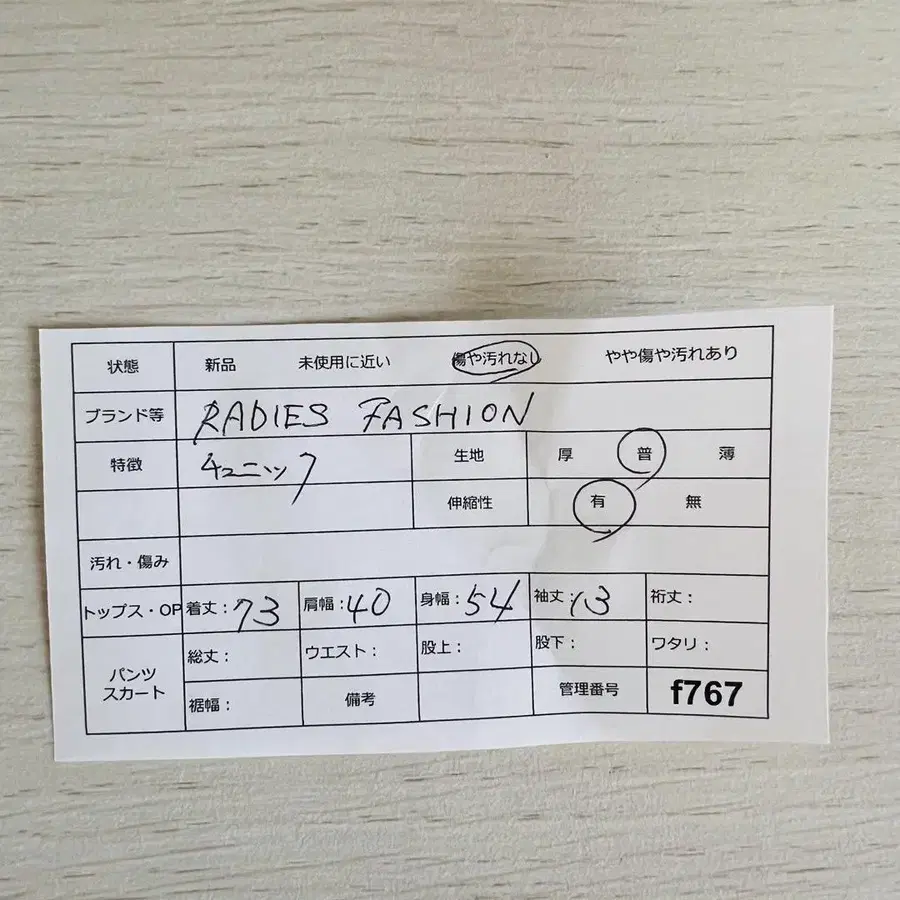 状態 新品 未使用に近い 傷や汚れなし やや傷や汚れあり
ブランド等 RADIES FASHION
特徴 チュニック 生地 厚 普 薄
伸縮性 有 無
汚れ・傷み
トップス・OP 着丈：73 肩幅：40 身幅：54 袖丈：13 裄丈：
パンツ スカート 総丈： ウエスト： 股上： 股下： ワタリ：
裾幅： 備考 管理番号 f767